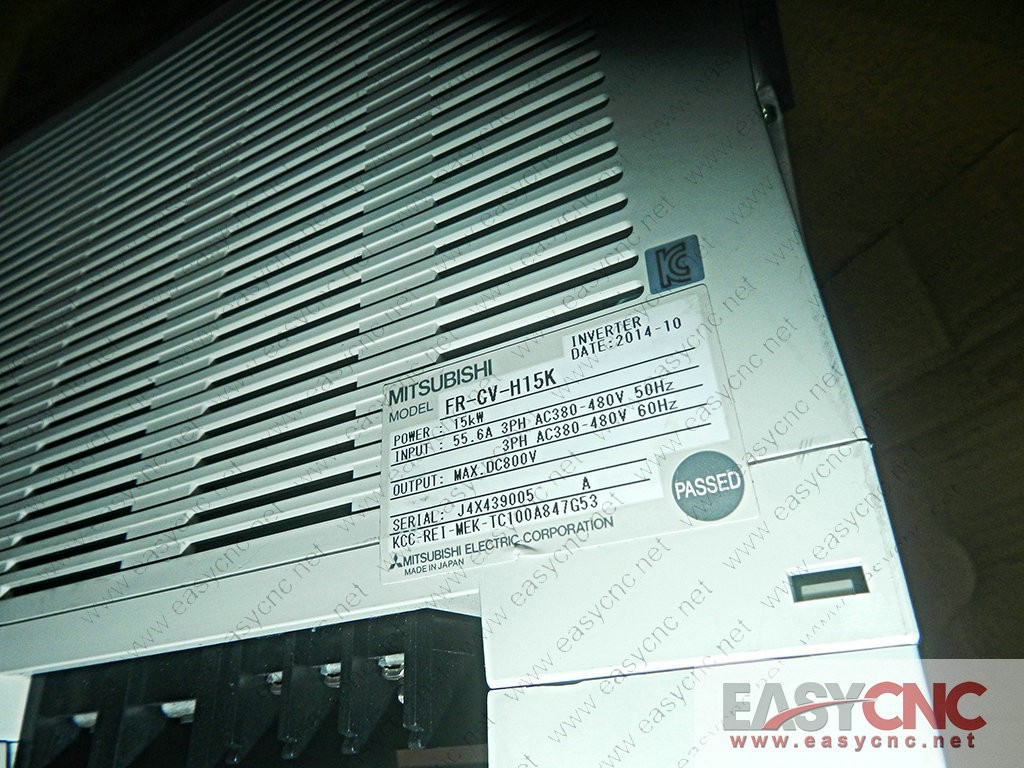 INVERTER
DATE:2014-10
MITSUBISHI
MODEL FR-CV-H15K
POWER : 15kW
INPUT : 55.6A 3PH AC380-480V 50Hz
3PH AC380-480V 60Hz
OUTPUT: MAX.DC800V
SERIAL: J4X439005 A
KCC-REI-MEK-TC100A847G53
MITSUBISHI ELECTRIC CORPORATION
MADE IN JAPAN
PASSED
EASYCNC
www.easycnc.net